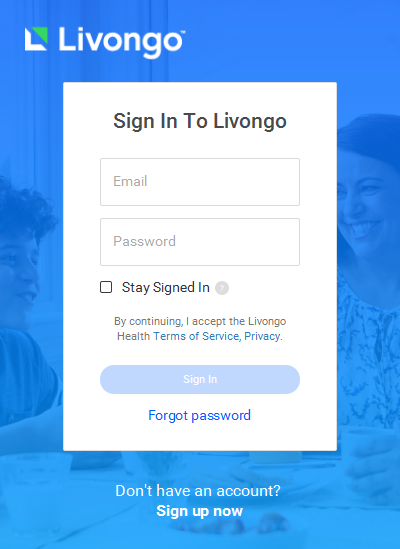 Livongo™
Sign In To Livongo
Email
Password
Stay Signed In ?
By continuing, I accept the Livongo
Health Terms of Service, Privacy.
Sign In
Forgot password
Don't have an account?
Sign up now